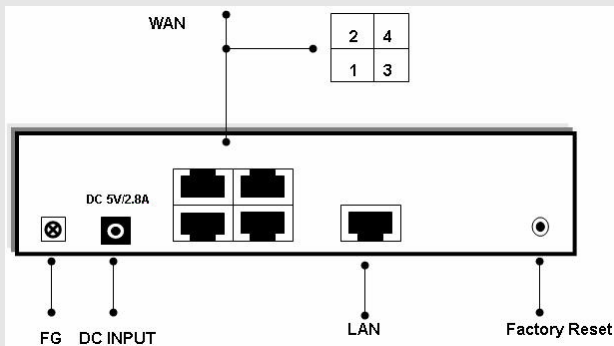 WAN
2 4
1 3
DC 5V/2.8A
FG
DC INPUT
LAN
Factory Reset